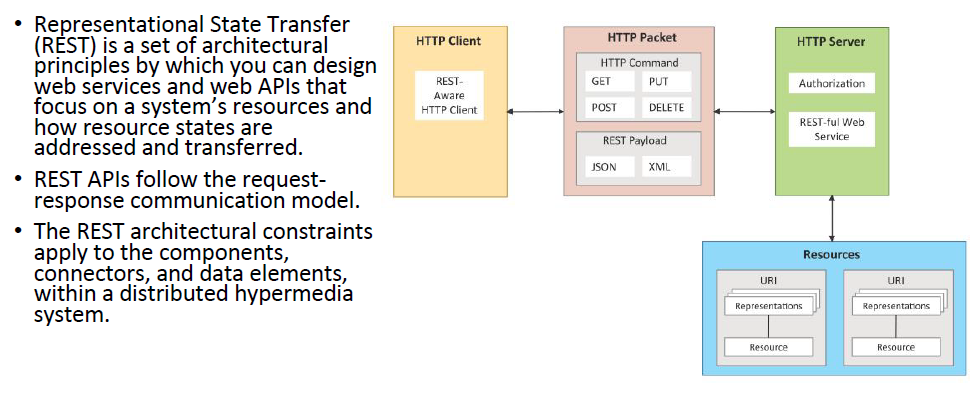 • Representational State Transfer
(REST) is a set of architectural
principles by which you can design
web services and web APIs that
focus on a system's resources and
how resource states are
addressed and transferred.
• REST APIs follow the request-
response communication model.
• The REST architectural constraints
apply to the components,
connectors, and data elements,
within a distributed hypermedia
system.
HTTP Client
REST-
Aware
HTTP Client
HTTP Packet
HTTP Command
GET
PUT
POST
DELETE
REST Payload
JSON
XML
HTTP Server
Authorization
REST-ful Web
Service
Resources
URI
Representations
Resource
URI
Representations
Resource